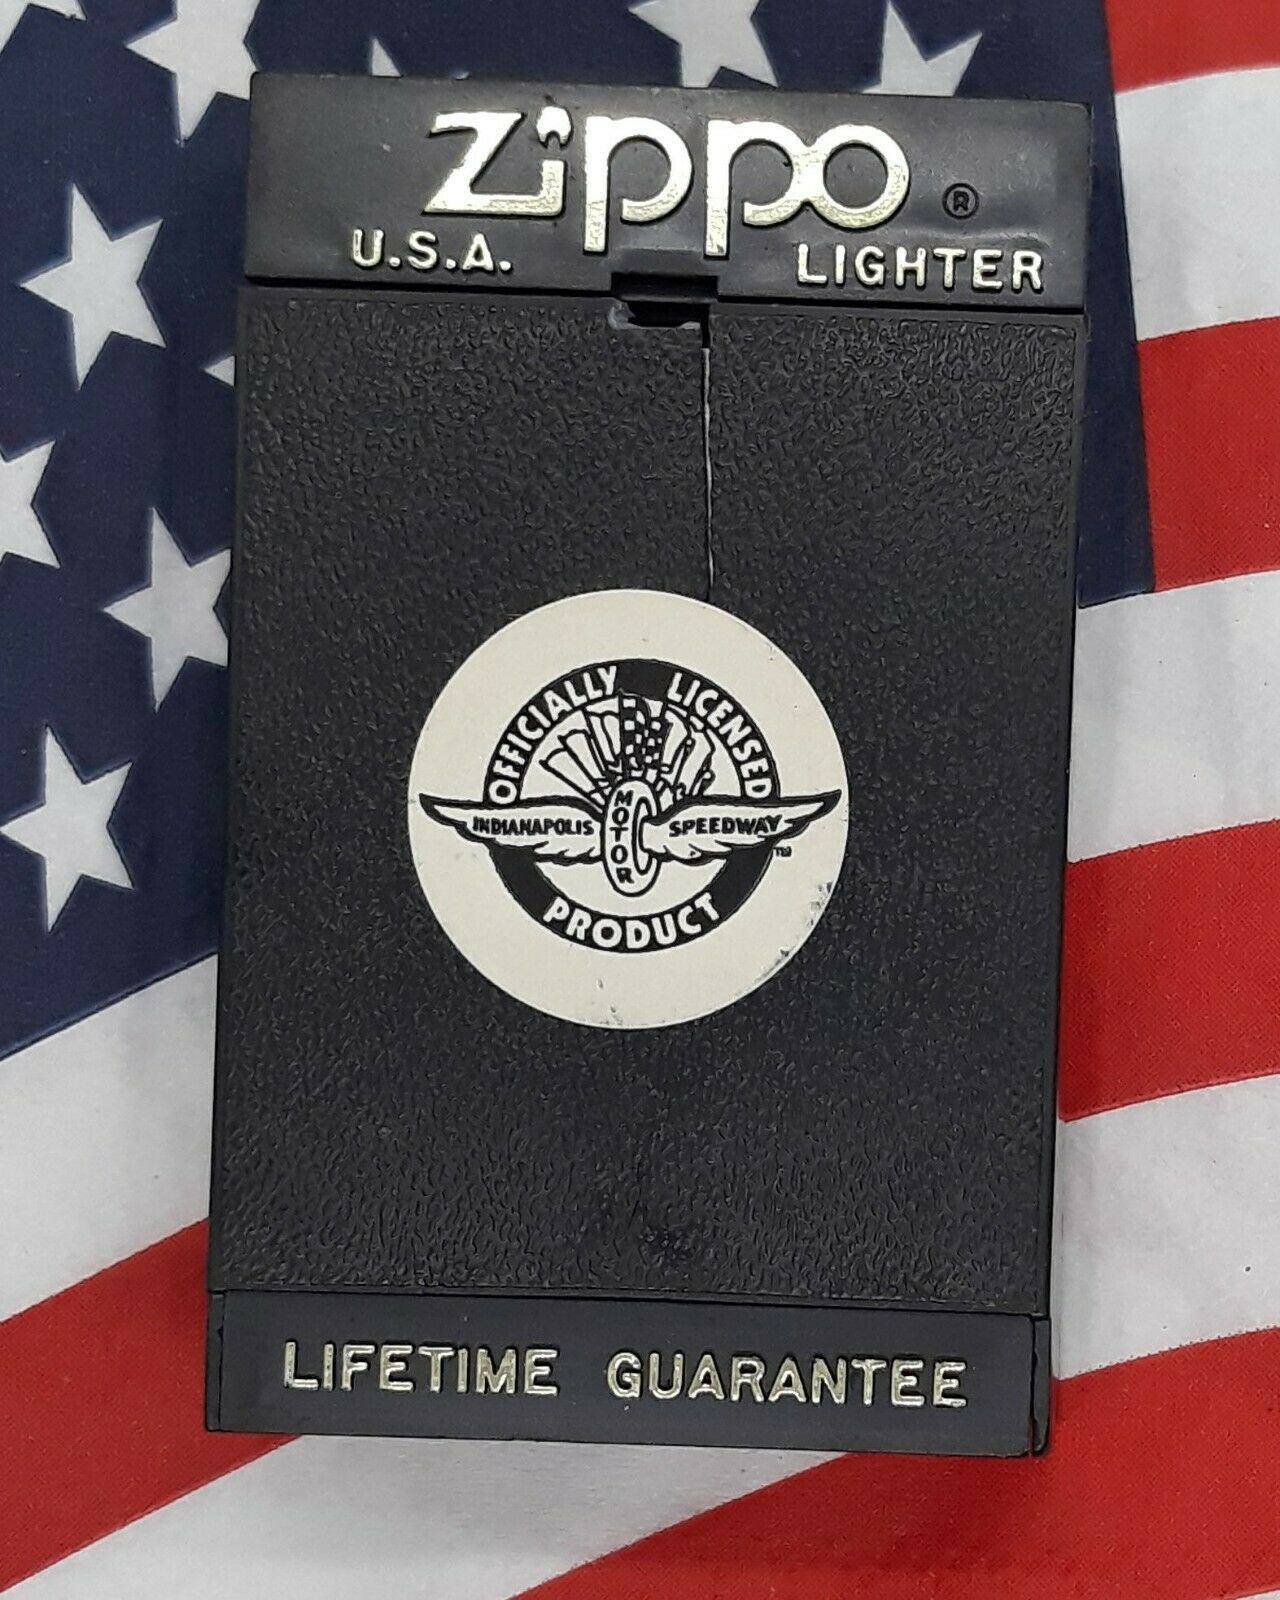 Zippo ®
U.S.A. LIGHTER
OFFICIALLY LICENSED
INDIANAPOLIS MOTOR SPEEDWAY
TM
PRODUCT
LIFETIME GUARANTEE